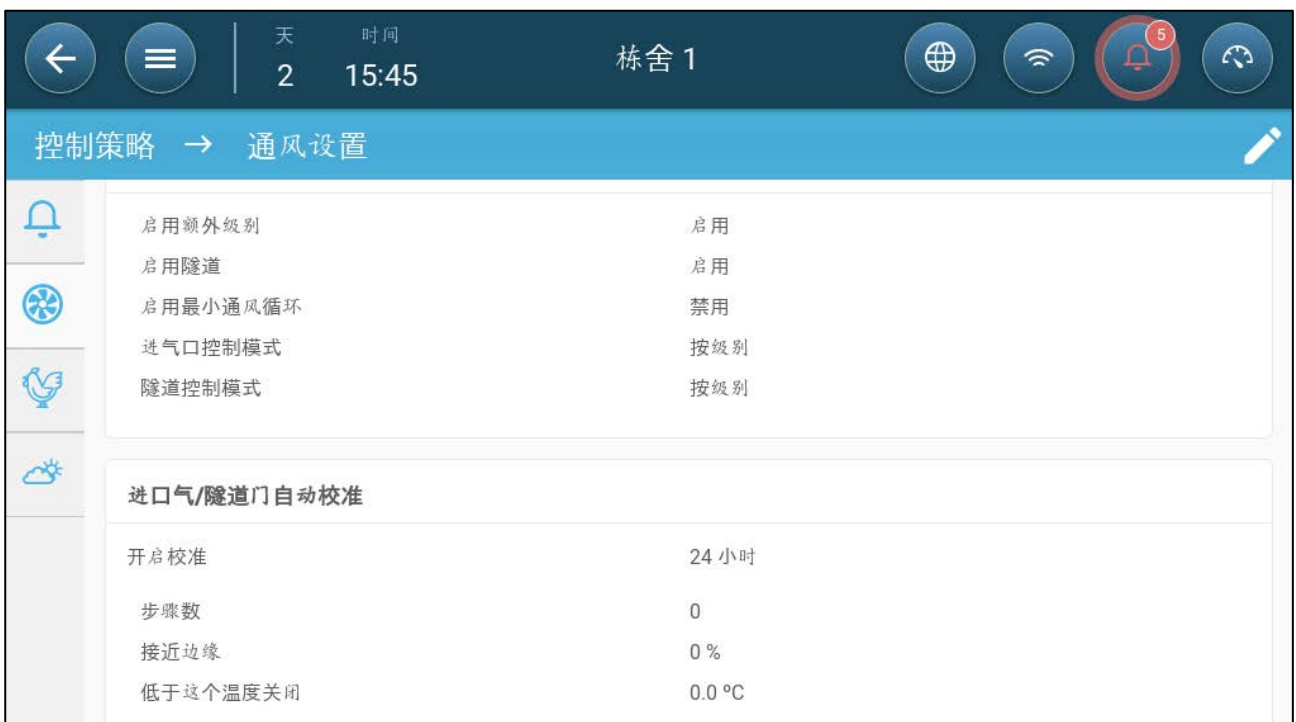 天 时间 栋舍 1 5
2 15:45
控制策略 → 通风设置
启用额外级别 启用
启用隧道 启用
启用最小通风循环 禁用
进气口控制模式 按级别
隧道控制模式 按级别
进口气/隧道门自动校准
开启校准 24 小时
步骤数 0
接近边缘 0 %
低于这个温度关闭 0.0 ºC